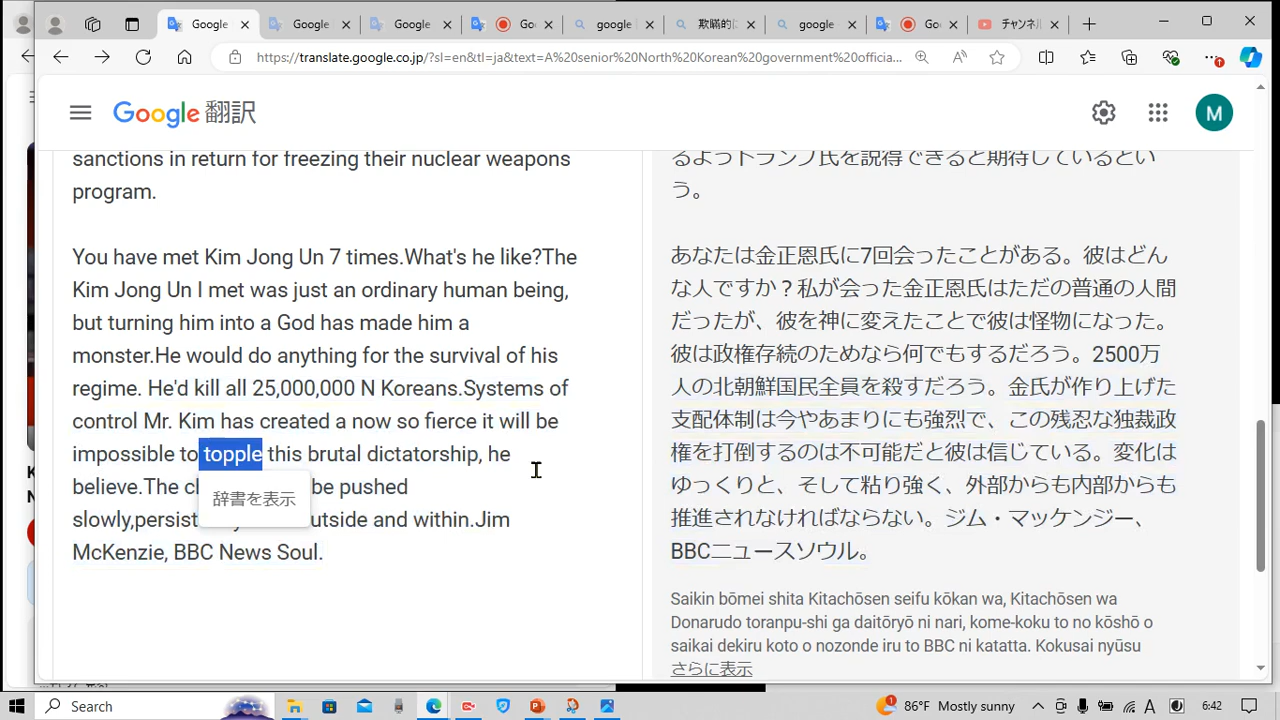 Google
Google
Google
Go
google
欺瞞的に
google
Go
チャンネル
https://translate.google.co.jp/?sl=en&tl=ja&text=A%20senior%20North%20Korean%20government%20officia...
Google 翻訳
M
sanctions in return for freezing their nuclear weapons
program.
You have met Kim Jong Un 7 times.What's he like?The
Kim Jong Un I met was just an ordinary human being,
but turning him into a God has made him a
monster.He would do anything for the survival of his
regime. He'd kill all 25,000,000 N Koreans.Systems of
control Mr. Kim has created a now so fierce it will be
impossible to topple this brutal dictatorship, he
believe.The ch be pushed
slowly,persist utside and within.Jim
McKenzie, BBC News Soul.
辞書を表示
るようトランプ氏を説得できると期待しているとい
う。
あなたは金正恩氏に7回会ったことがある。彼はどん
な人ですか？私が会った金正恩氏はただの普通の人間
だったが、彼を神に変えたことで彼は怪物になった。
彼は政権存続のためなら何でもするだろう。2500万
人の北朝鮮国民全員を殺すだろう。金氏が作り上げた
支配体制は今やあまりにも強烈で、この残忍な独裁政
権を打倒するのは不可能だと彼は信じている。変化は
ゆっくりと、そして粘り強く、外部からも内部からも
推進されなければならない。ジム・マッケンジー、
BBCニュースソウル。
Saikin bōmei shita Kitachōsen seifu kōkan wa, Kitachōsen wa
Donarudo toranpu-shi ga daitōryō ni nari, kome-koku to no kōshō o
saikai dekiru koto o nozonde iru to BBC ni katatta. Kokusai nyūsu
さらに表示
Search
86°F Mostly sunny
A
6:42